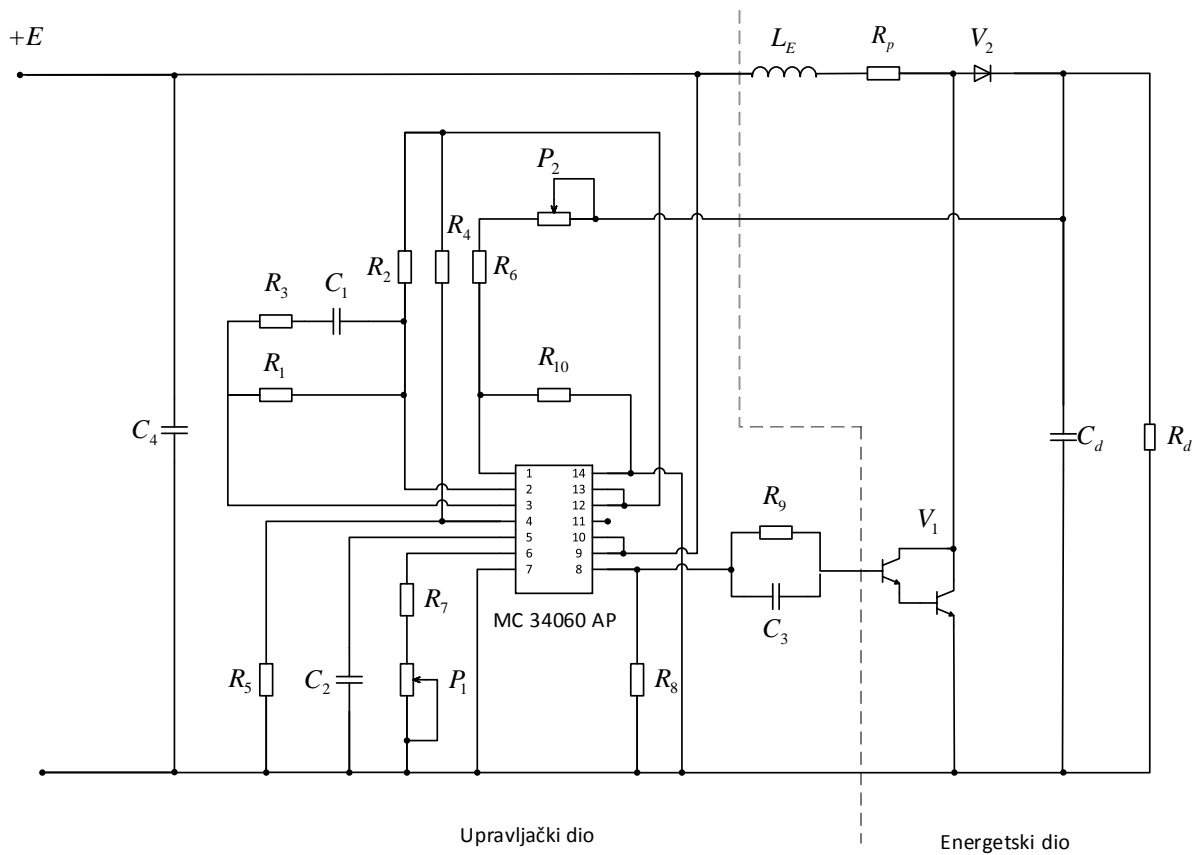 +E
L_E
R_p
V_2
P_2
R_4
R_2
R_6
R_3
C_1
R_1
R_10
C_4
C_d
R_d
1 14
2 13
3 12
4 11
5 10
6 9
7 8
MC 34060 AP
R_9
V_1
C_3
R_7
R_5
C_2
P_1
R_8
Upravljački dio
Energetski dio